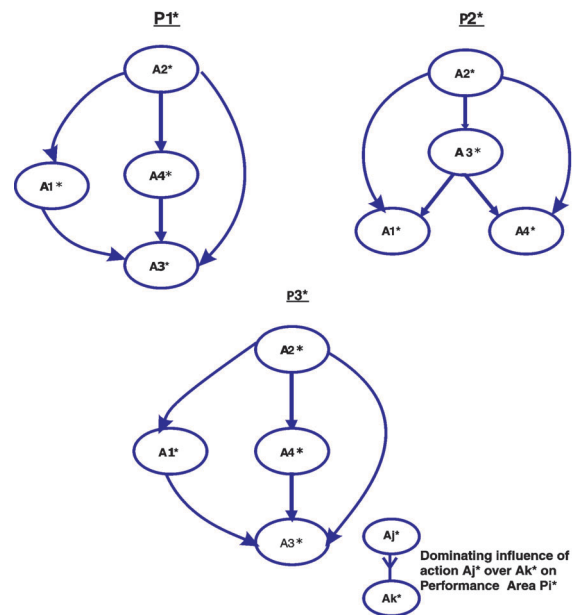 P1*
P2*
A2*
A2*
A1*
A4*
A3*
A3*
A1*
A4*
P3*
A2*
A1*
A4*
A3*
Aj*
Dominating influence of
action Aj* over Ak* on
Performance Area Pi*
Ak*